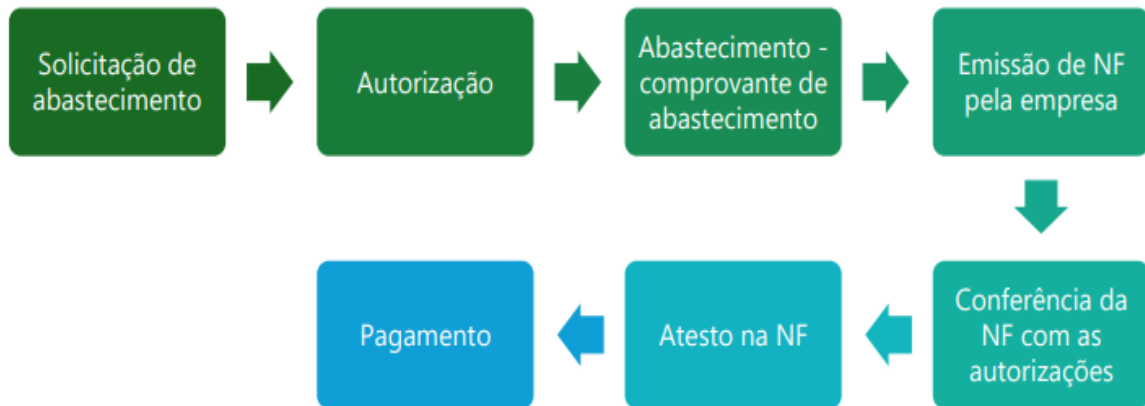 Solicitação de
abastecimento
Autorização
Abastecimento -
comprovante de
abastecimento
Emissão de NF
pela empresa
Conferência da
NF com as
autorizações
Atesto na NF
Pagamento